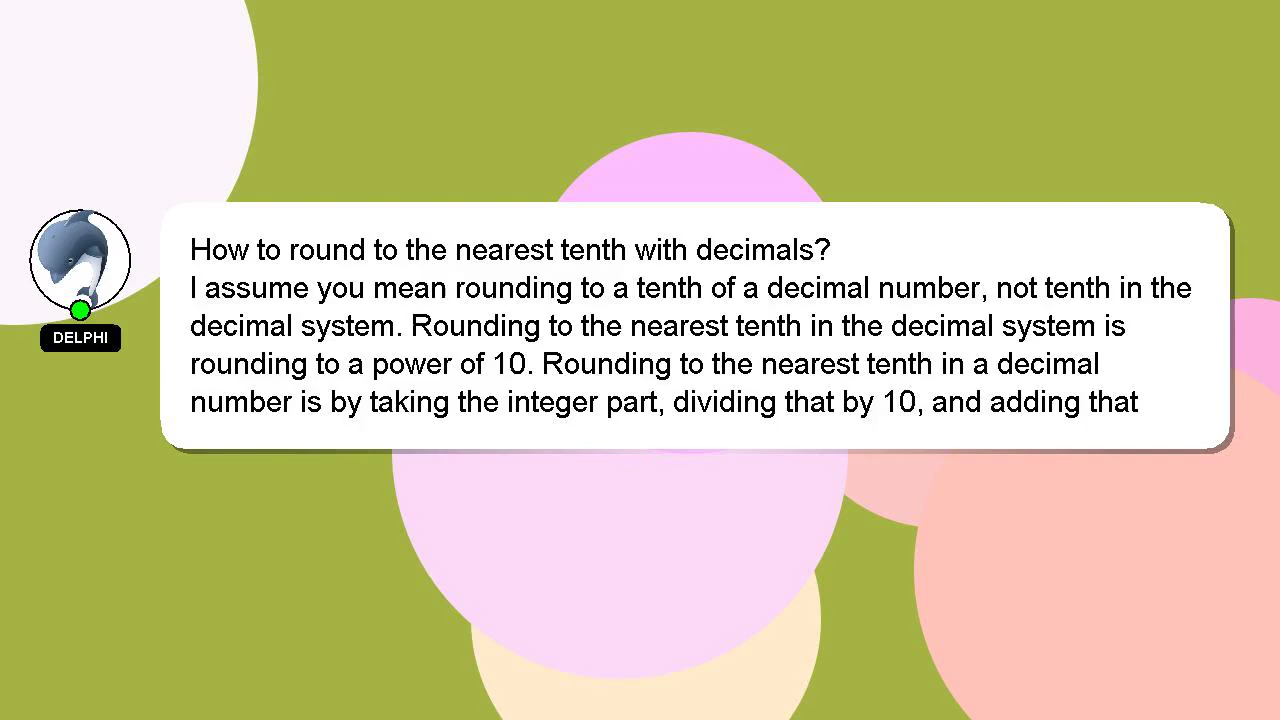 How to round to the nearest tenth with decimals?
I assume you mean rounding to a tenth of a decimal number, not tenth in the
decimal system. Rounding to the nearest tenth in the decimal system is
rounding to a power of 10. Rounding to the nearest tenth in a decimal
number is by taking the integer part, dividing that by 10, and adding that
DELPHI